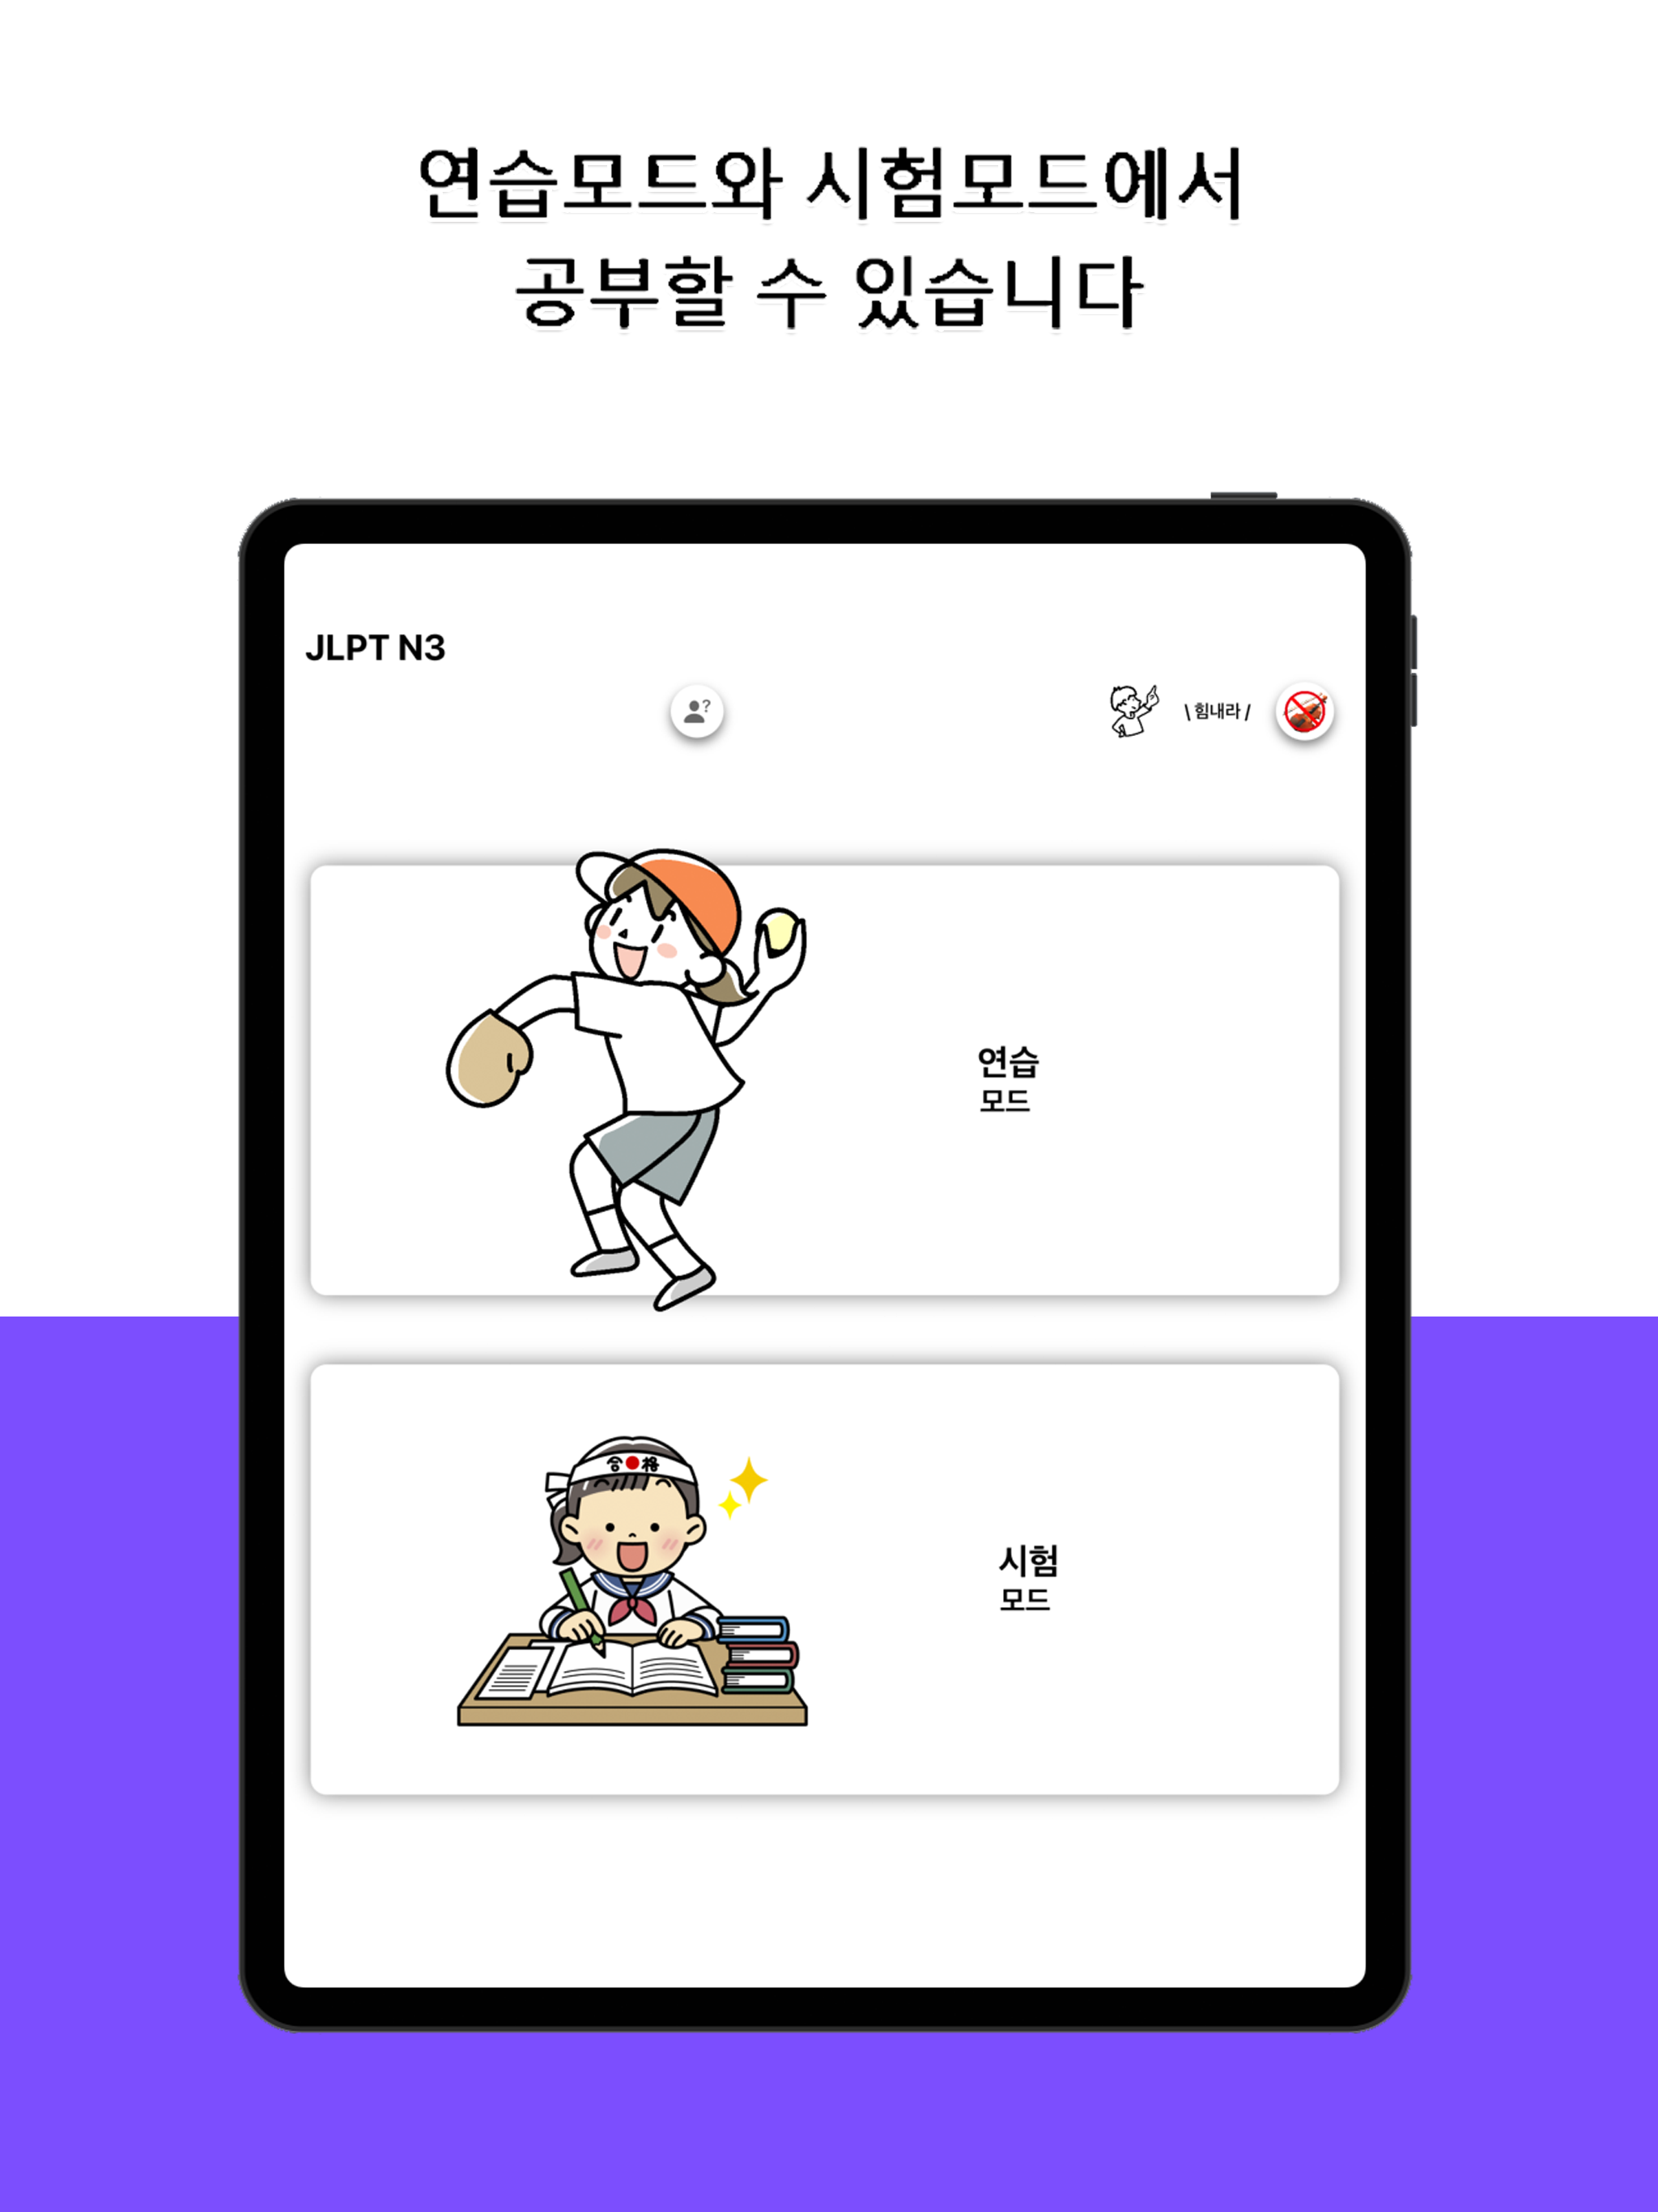 연습모드와 시험모드에서
공부할 수 있습니다
JLPT N3
?
\ 힘내라 /
연습
모드
合格
시험
모드